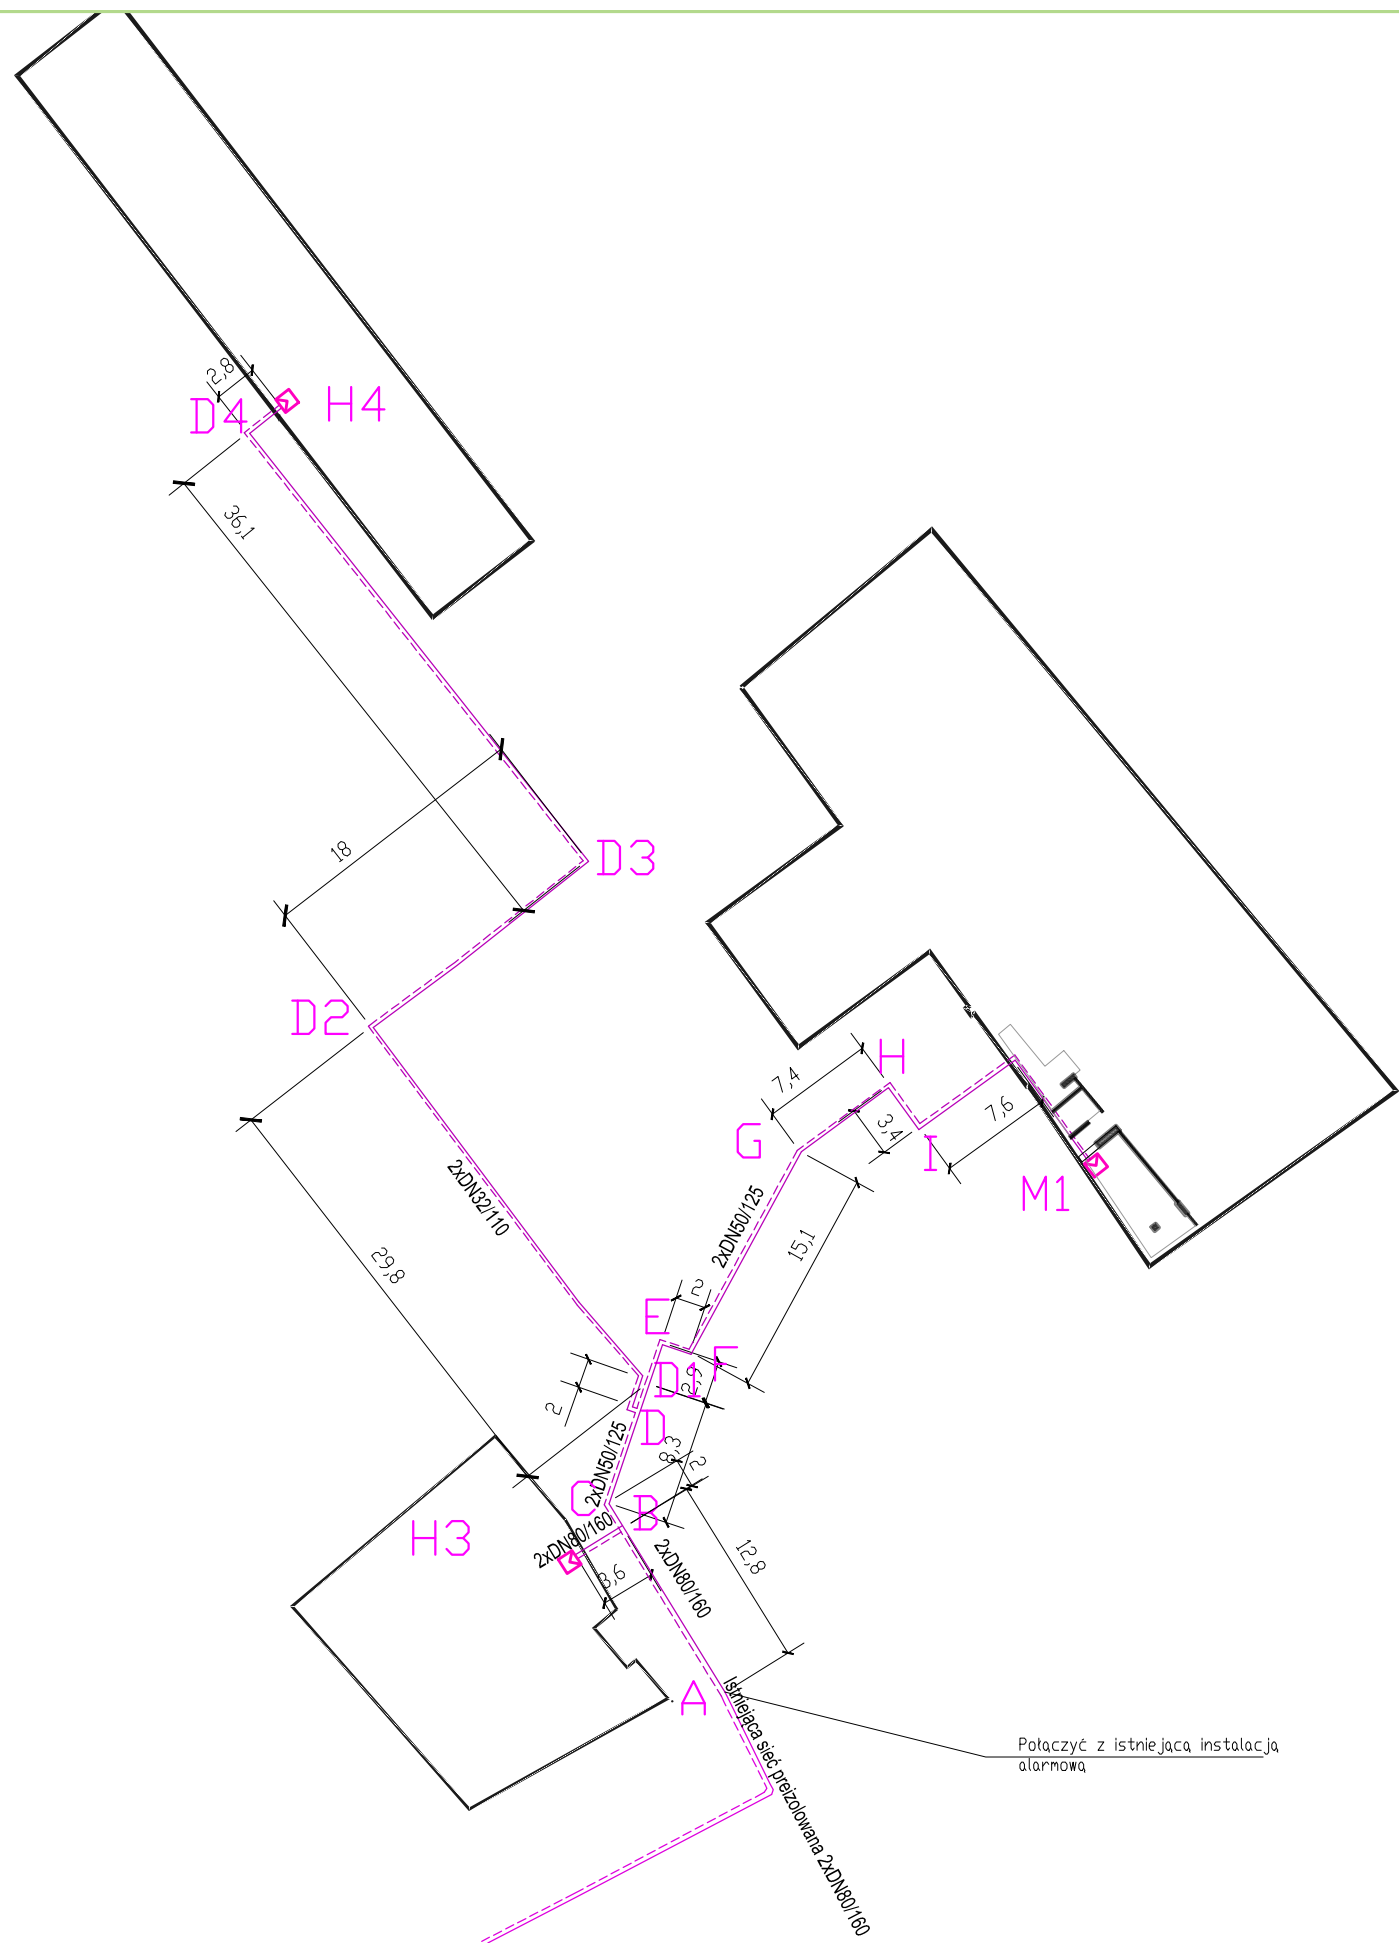 2,8
D4
H4
36,1
18
D3
D2
H
7,4
G
3,4
I
7,6
M1
2xDN32/110
2xDN50/125
15,1
29,8
2
E
F
D1
2,9
2
D
2xDN50/125
8,3
2
C
B
H3
2xDN80/160
3,6
2xDN80/160
12,8
A
Istniejąca sieć preizolowana 2xDN80/160
Połączyć z istniejącą instalacją
alarmową